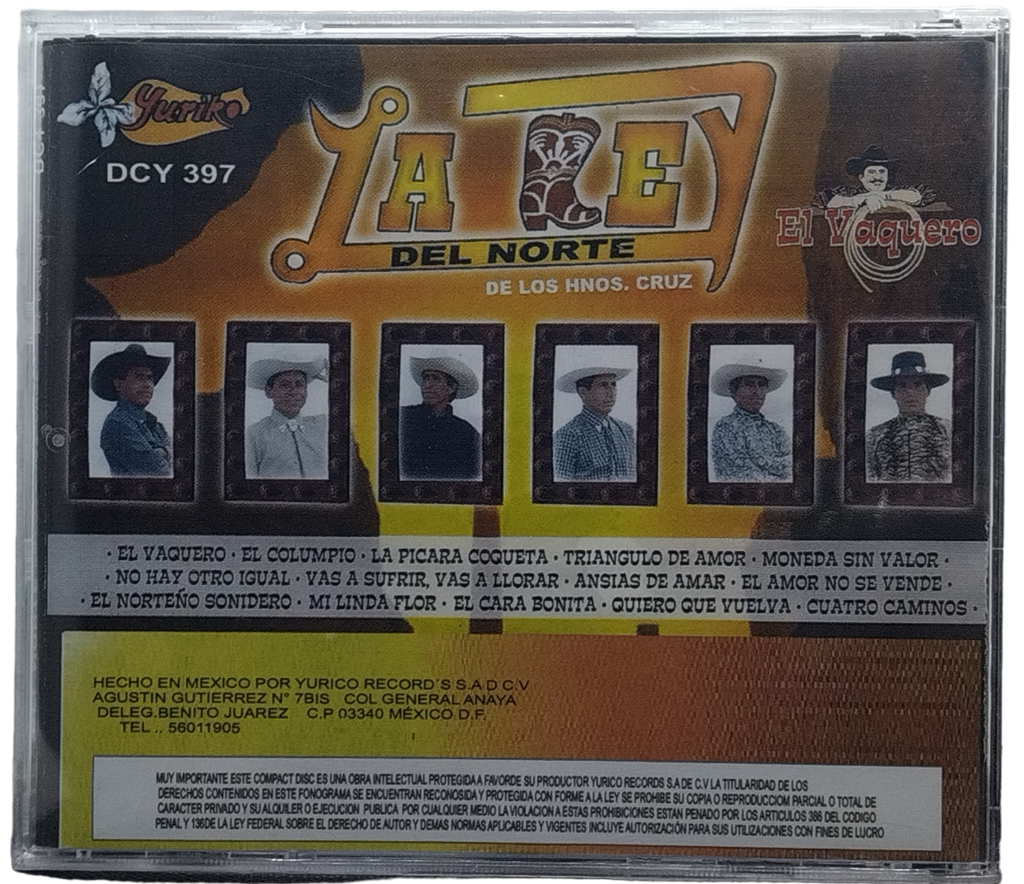 Yuriko
DCY 397
LA REY
DEL NORTE
DE LOS HNOS. CRUZ
El Vaquero
· EL VAQUERO · EL COLUMPIO · LA PICARA COQUETA · TRIANGULO DE AMOR · MONEDA SIN VALOR ·
· NO HAY OTRO IGUAL · VAS A SUFRIR, VAS A LLORAR · ANSIAS DE AMAR · EL AMOR NO SE VENDE ·
· EL NORTEÑO SONIDERO · MI LINDA FLOR · EL CARA BONITA · QUIERO QUE VUELVA · CUATRO CAMINOS ·
HECHO EN MEXICO POR YURICO RECORD´S S.A D C.V
AGUSTIN GUTIERREZ N° 7BIS COL GENERAL ANAYA
DELEG.BENITO JUAREZ C.P 03340 MÉXICO D.F.
TEL .. 56011905
MUY IMPORTANTE ESTE COMPACT DISC ES UNA OBRA INTELECTUAL PROTEGIDA A FAVORDE SU PRODUCTOR YURICO RECORDS S.A DE C.V LA TITULARIDAD DE LOS
DERECHOS CONTENIDOS EN ESTE FONOGRAMA SE ENCUENTRAN RECONOSIDA Y PROTEGIDA CON FORME A LA LEY SE PROHIBE SU COPIA O REPRODUCCIOM PARCIAL O TOTAL DE
CARACTER PRIVADO Y SU ALQUILER O EJECUCION PUBLICA POR CUALQUIER MEDIO LA VIOLACION A ESTAS PROHIBICIONES ESTAN PENADO POR LOS ARTICULOS 386 DEL CODIGO
PENAL Y 136DE LA LEY FEDERAL SOBRE EL DERECHO DE AUTOR Y DEMAS NORMAS APLICABLES Y VIGENTES INCLUYE AUTORIZACIÓN PARA SUS UTILIZACIONES CON FINES DE LUCRO